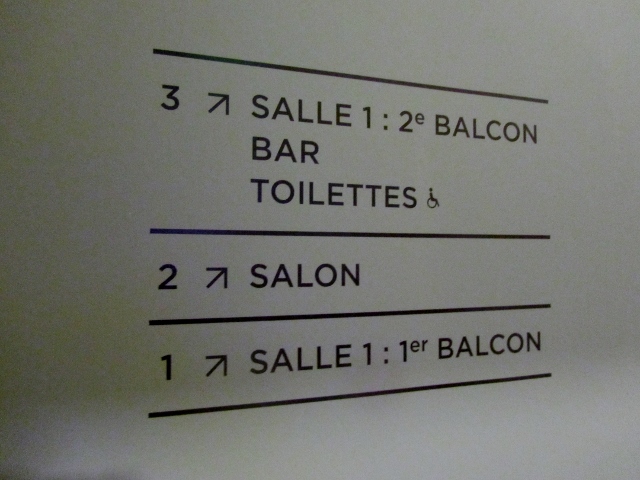 3 ↗ SALLE 1 : 2e BALCON
BAR
TOILETTES ♿
2 ↗ SALON
1 ↗ SALLE 1 : 1er BALCON